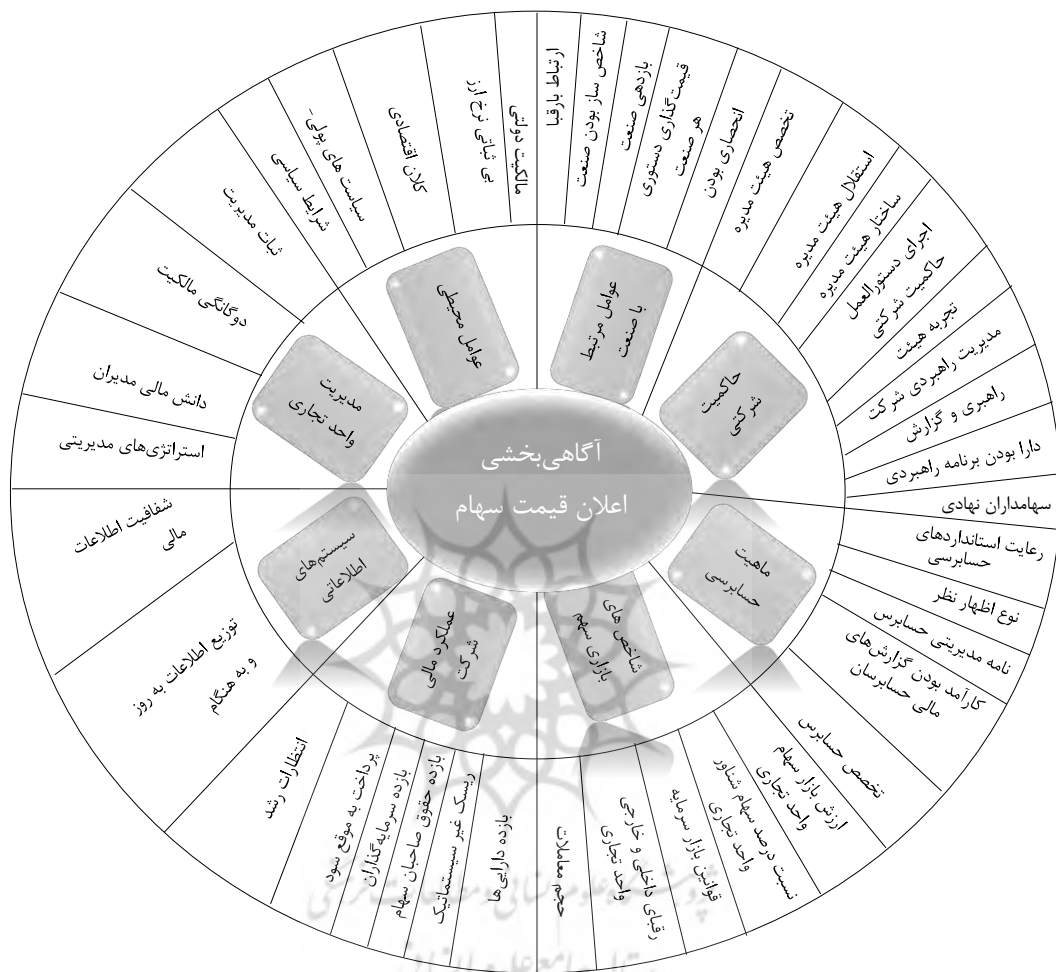 آگاهی‌بخشی
اعلان قیمت سهام
عوامل مرتبط
با صنعت
ارتباط بارقبا
شاخص ساز بودن صنعت
بازدهی صنعت
قیمت‌گذاری دستوری
هر صنعت
انحصاری بودن
حاکمیت
شرکتی
تخصص هیئت مدیره
استقلال هیئت مدیره
ساختار هیئت مدیره
اجرای دستورالعمل
حاکمیت شرکتی
تجربه هیئت
مدیریت راهبردی شرکت
راهبری و گزارش
دارا بودن برنامه راهبردی
سهامداران نهادی
ماهیت
حسابرسی
رعایت استانداردهای
حسابرسی
نوع اظهار نظر
نامه مدیریتی حسابرس
کارآمد بودن گزارش‌های
مالی حسابرسان
تخصص حسابرس
شاخص های
بازاری سهم
ارزش بازار سهام
واحد تجاری
نسبت درصد سهام شناور
واحد تجاری
قوانین بازار سرمایه
رقبای داخلی و خارجی
واحد تجاری
حجم معاملات
عملکرد مالی
شرکت
بازده دارایی‌ها
ریسک غیر سیستماتیک
بازده حقوق صاحبان سهام
بازده سرمایه‌گذاران
پرداخت به موقع سود
انتظارات رشد
سیستم‌های
اطلاعاتی
توزیع اطلاعات به روز
و به هنگام
شفافیت اطلاعات
مالی
مدیریت
واحد تجاری
استراتژی‌های مدیریتی
دانش مالی مدیران
دوگانگی مالکیت
ثبات مدیریت
عوامل محیطی
شرایط سیاسی
سیاست های پولی-
کلان اقتصادی
بی ثباتی نرخ ارز
مالکیت دولتی
پژوهشگاه علوم انسانی و مطالعات فرهنگی